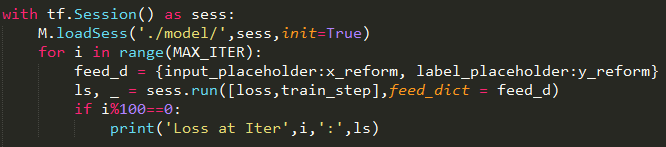 with tf.Session() as sess:
    M.loadSess('./model/',sess,init=True)
    for i in range(MAX_ITER):
        feed_d = {input_placeholder:x_reform, label_placeholder:y_reform}
        ls, _ = sess.run([loss,train_step],feed_dict = feed_d)
        if i%100==0:
            print('Loss at Iter',i,':',ls)